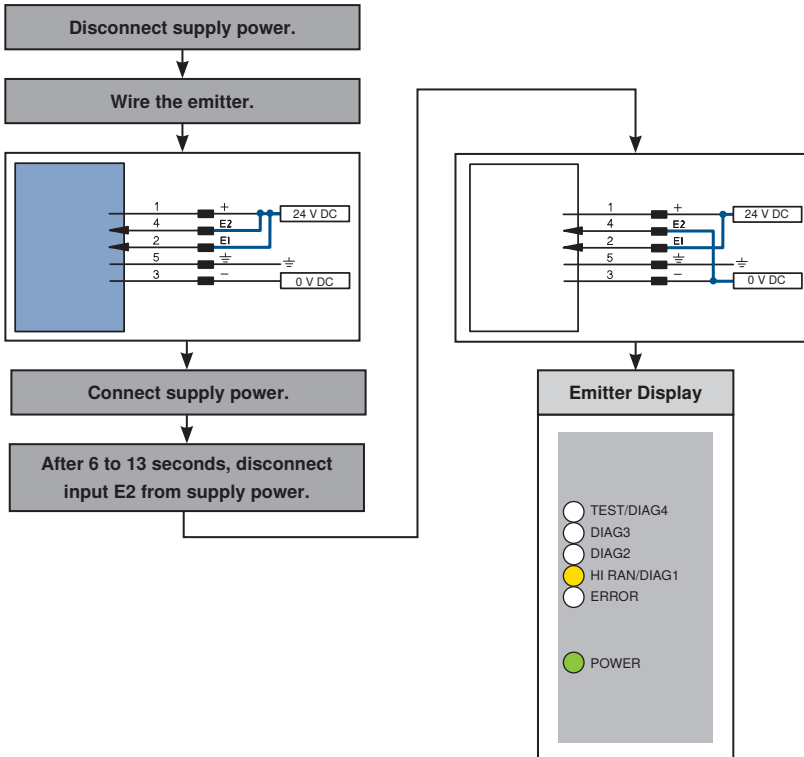 Disconnect supply power.
Wire the emitter.
1 +
24 V DC
4 E2
2 E1
5
3 −
0 V DC
Connect supply power.
After 6 to 13 seconds, disconnect
input E2 from supply power.
1 +
24 V DC
4 E2
2 E1
5
3 −
0 V DC
Emitter Display
TEST/DIAG4
DIAG3
DIAG2
HI RAN/DIAG1
ERROR
POWER